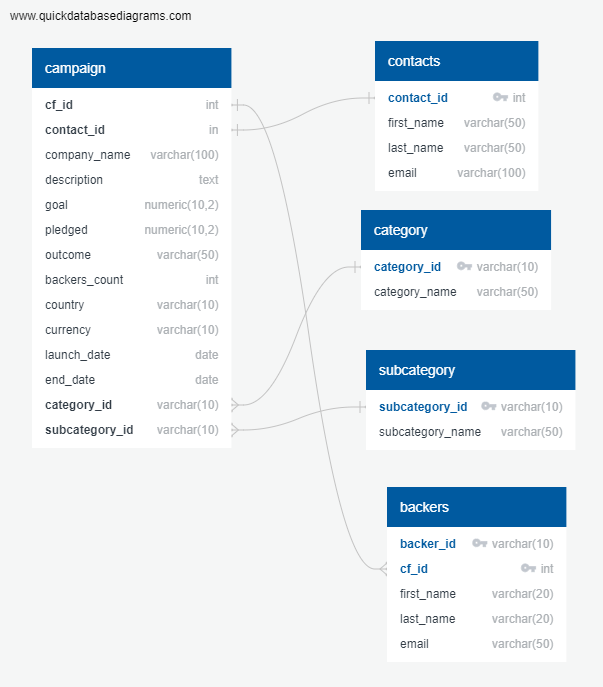 www.quickdatabasediagrams.com
campaign
cf_id int
contact_id in
company_name varchar(100)
description text
goal numeric(10,2)
pledged numeric(10,2)
outcome varchar(50)
backers_count int
country varchar(10)
currency varchar(10)
launch_date date
end_date date
category_id varchar(10)
subcategory_id varchar(10)
contacts
contact_id int
first_name varchar(50)
last_name varchar(50)
email varchar(100)
category
category_id varchar(10)
category_name varchar(50)
subcategory
subcategory_id varchar(10)
subcategory_name varchar(50)
backers
backer_id varchar(10)
cf_id int
first_name varchar(20)
last_name varchar(20)
email varchar(50)